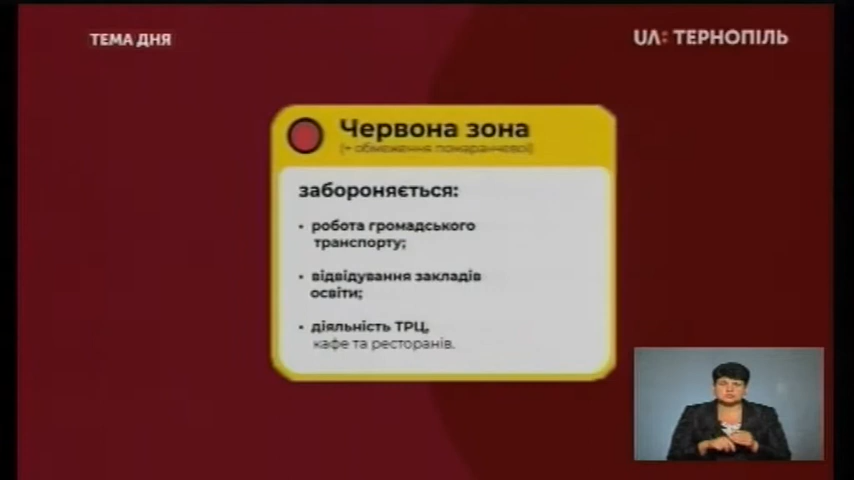 ТЕМА ДНЯ
UA: ТЕРНОПІЛЬ
Червона зона
(+ обмеження помаранчевої)
забороняється:
• робота громадського
транспорту;
• відвідування закладів
освіти;
• діяльність ТРЦ,
кафе та ресторанів.